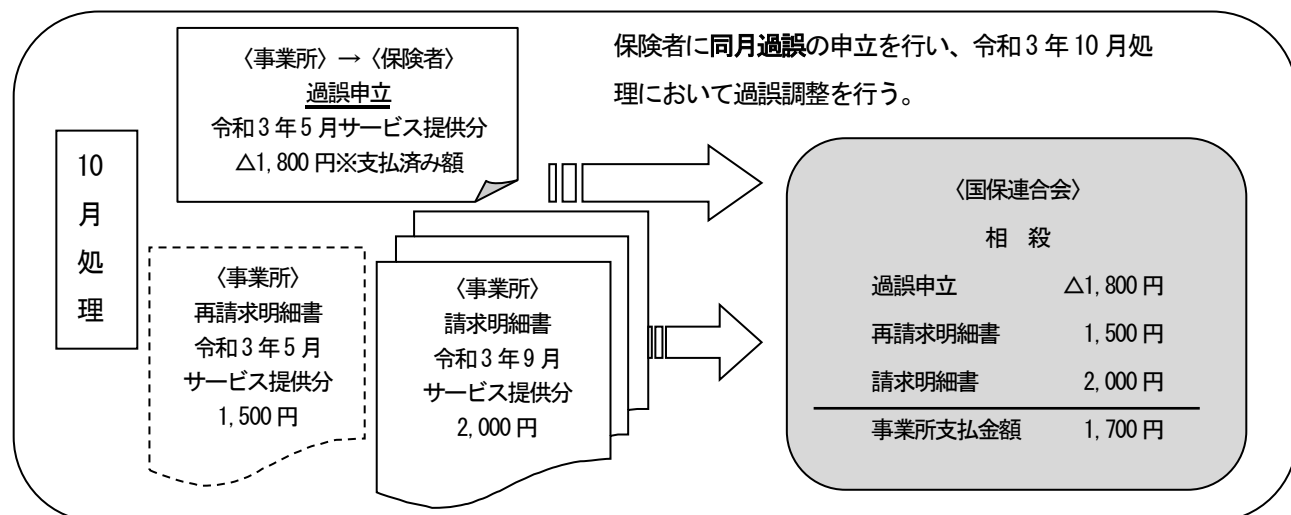 〈事業所〉→〈保険者〉
過誤申立
令和3年5月サービス提供分
△1,800円※支払済み額
保険者に同月過誤の申立を行い、令和3年10月処
理において過誤調整を行う。
10
月
処
理
〈事業所〉
再請求明細書
令和3年5月
サービス提供分
1,500円
〈事業所〉
請求明細書
令和3年9月
サービス提供分
2,000円
〈国保連合会〉
相 殺
過誤申立 △1,800円
再請求明細書 1,500円
請求明細書 2,000円
事業所支払金額 1,700円